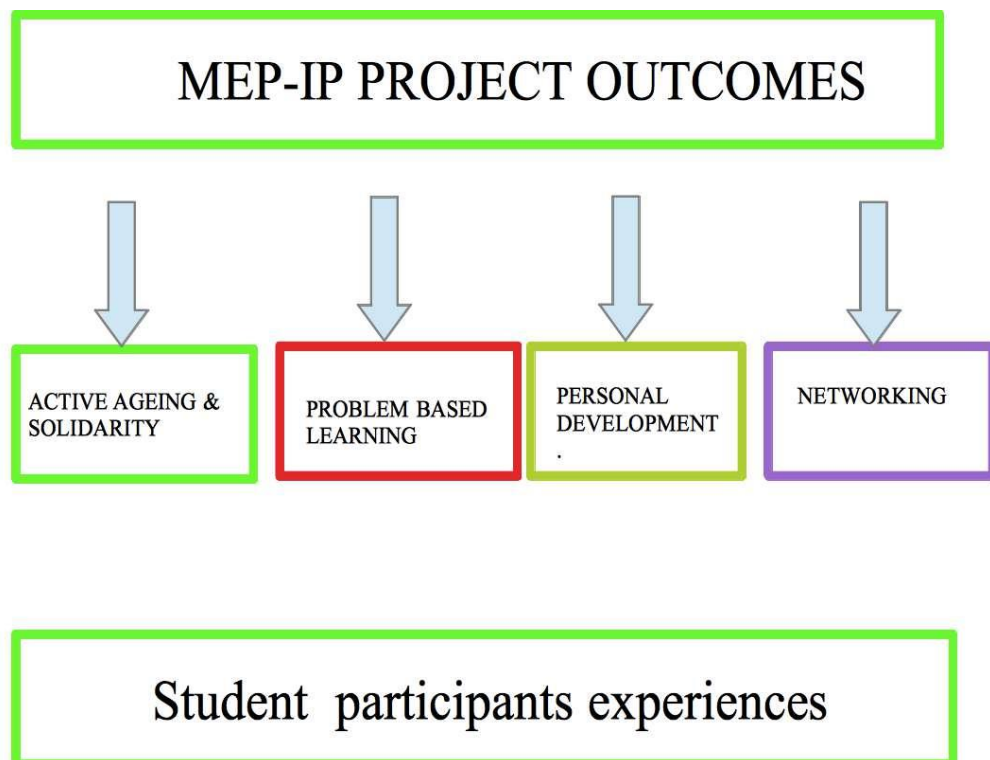 MEP-IP PROJECT OUTCOMES
ACTIVE AGEING &
SOLIDARITY
PROBLEM BASED
LEARNING
PERSONAL
DEVELOPMENT
.
NETWORKING
Student participants experiences